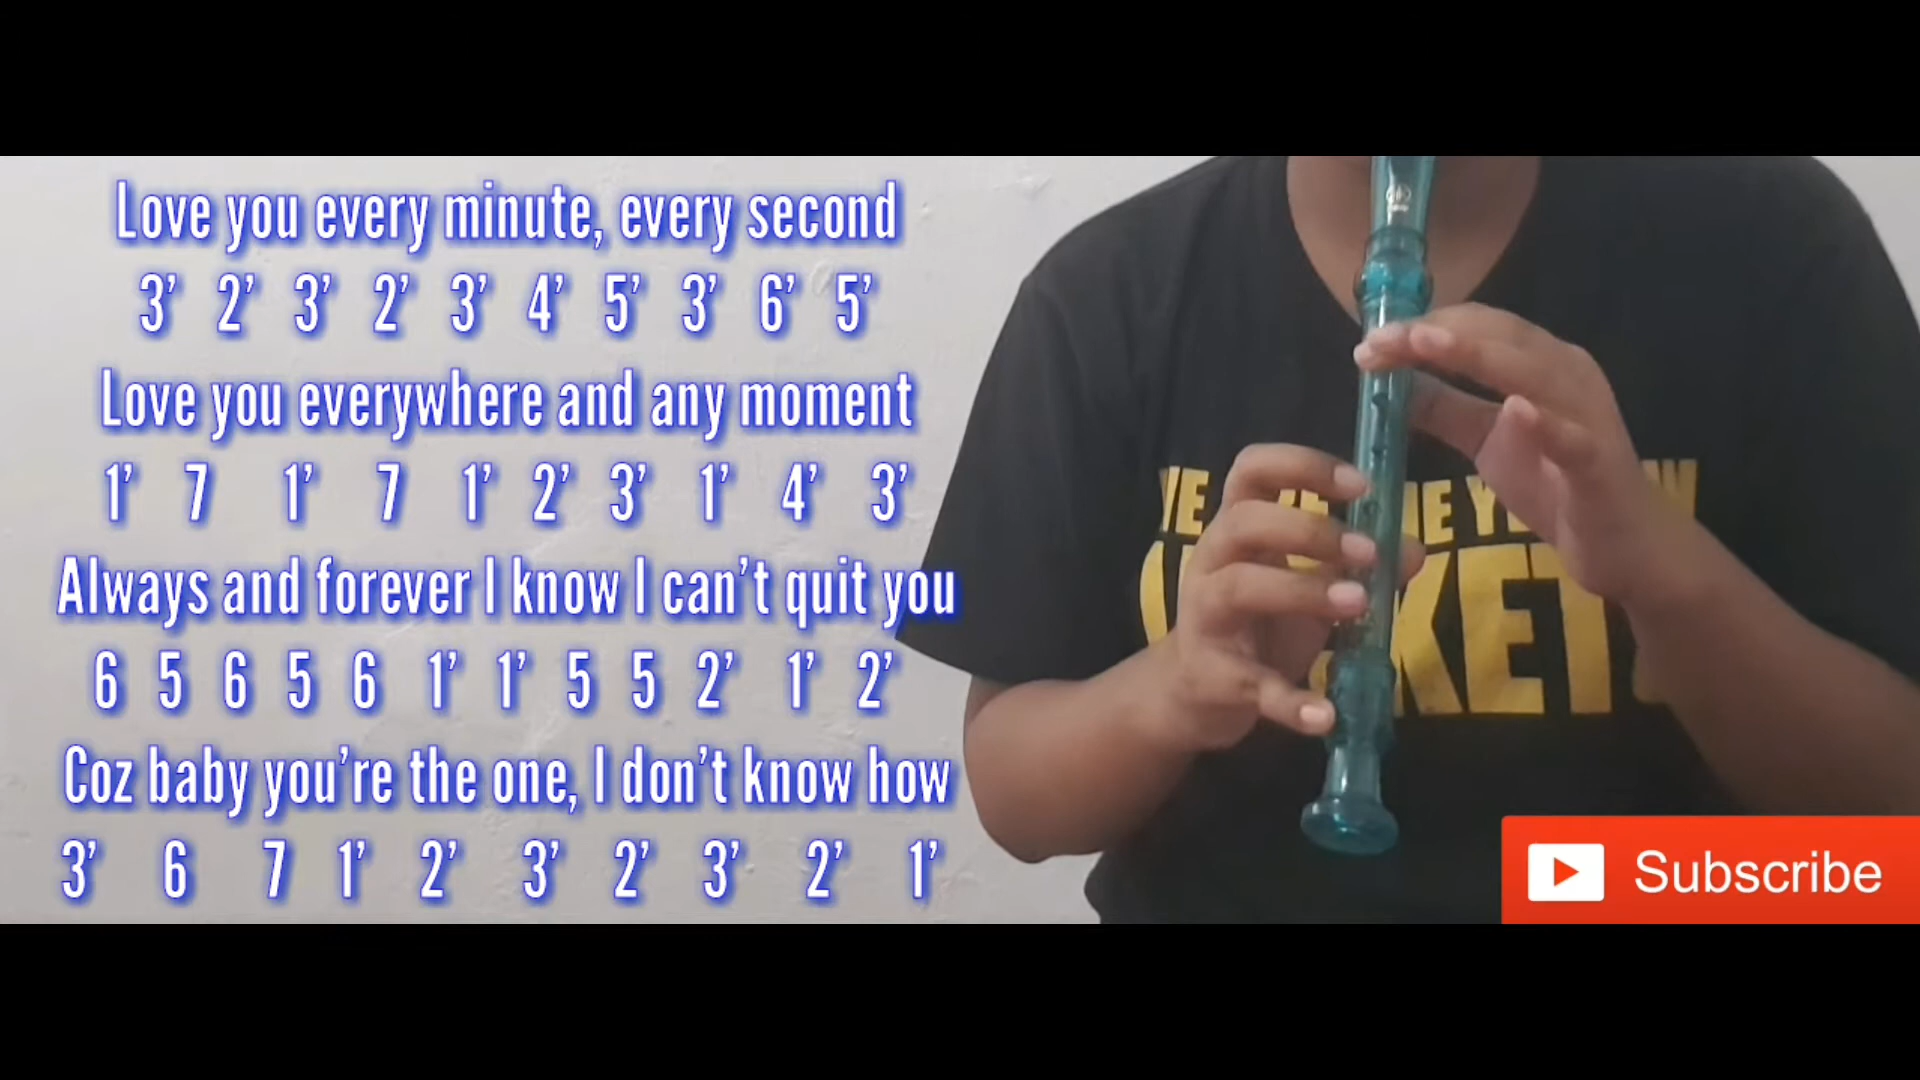 Love you every minute, every second
3’ 2’ 3’ 2’ 3’ 4’ 5’ 3’ 6’ 5’
Love you everywhere and any moment
1’ 7 1’ 7 1’ 2’ 3’ 1’ 4’ 3’
Always and forever I know I can’t quit you
6 5 6 5 6 1’ 1’ 5 5 2’ 1’ 2’
Coz baby you’re the one, I don’t know how
3’ 6 7 1’ 2’ 3’ 2’ 3’ 2’ 1’
Subscribe